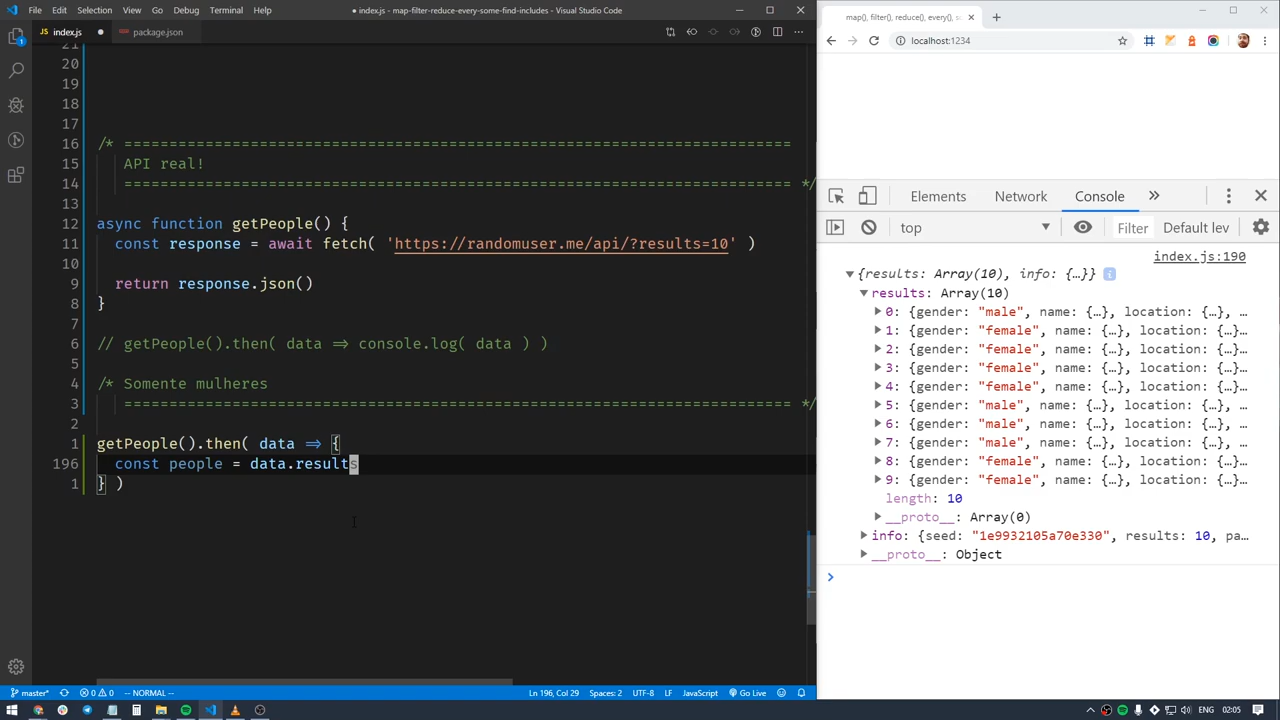 File Edit Selection View Go Debug Terminal Help
● index.js - map-filter-reduce-every-some-find-includes - Visual Studio Code
JS index.js ●
package.json
21
20
19
18
17
16 /* ==========================================================================
15 API real!
14 ========================================================================== */
13
12 async function getPeople() {
11 const response = await fetch( 'https://randomuser.me/api/?results=10' )
10
9 return response.json()
8 }
7
6 // getPeople().then( data => console.log( data ) )
5
4 /* Somente mulheres
3 ========================================================================== */
2
1 getPeople().then( data => {
196 const people = data.results
1 } )
master* 0 0 -- NORMAL --
Ln 196, Col 29 Spaces: 2 UTF-8 LF JavaScript Go Live
map(), filter(), reduce(), every(), s
localhost:1234
Elements Network Console »
top Filter Default lev
index.js:190
{results: Array(10), info: {…}} i
results: Array(10)
0: {gender: "male", name: {…}, location: {…}, …
1: {gender: "female", name: {…}, location: {…}…
2: {gender: "female", name: {…}, location: {…}…
3: {gender: "female", name: {…}, location: {…}…
4: {gender: "female", name: {…}, location: {…}…
5: {gender: "male", name: {…}, location: {…}, …
6: {gender: "male", name: {…}, location: {…}, …
7: {gender: "male", name: {…}, location: {…}, …
8: {gender: "female", name: {…}, location: {…}…
9: {gender: "female", name: {…}, location: {…}…
length: 10
__proto__: Array(0)
info: {seed: "1e9932105a70e330", results: 10, pa…
__proto__: Object
ENG 02:05